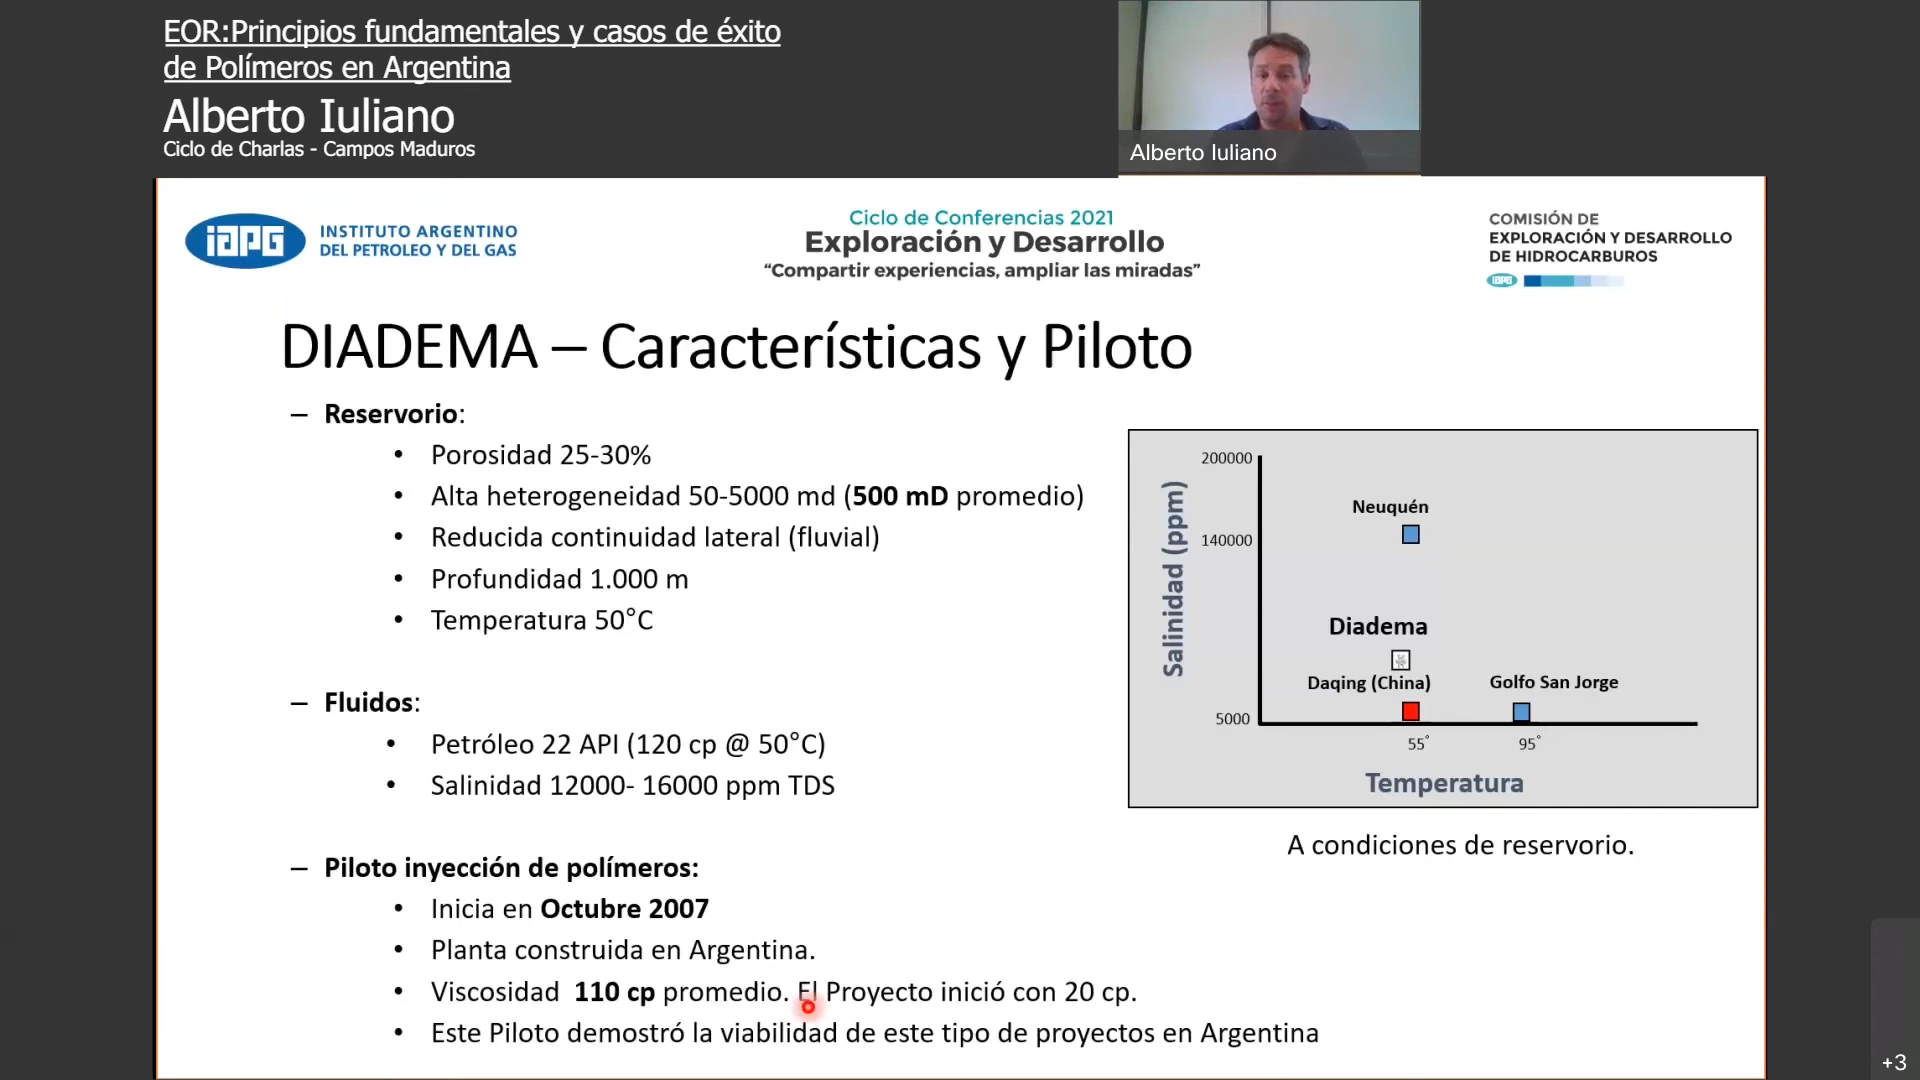 EOR:Principios fundamentales y casos de éxito
de Polímeros en Argentina
Alberto Iuliano
Ciclo de Charlas - Campos Maduros
Alberto Iuliano
iapg
INSTITUTO ARGENTINO
DEL PETROLEO Y DEL GAS
Ciclo de Conferencias 2021
Exploración y Desarrollo
“Compartir experiencias, ampliar las miradas”
COMISIÓN DE
EXPLORACIÓN Y DESARROLLO
DE HIDROCARBUROS
iapg
DIADEMA – Características y Piloto
– Reservorio:
• Porosidad 25-30%
• Alta heterogeneidad 50-5000 md (500 mD promedio)
• Reducida continuidad lateral (fluvial)
• Profundidad 1.000 m
• Temperatura 50°C
– Fluidos:
• Petróleo 22 API (120 cp @ 50°C)
• Salinidad 12000- 16000 ppm TDS
– Piloto inyección de polímeros:
• Inicia en Octubre 2007
• Planta construida en Argentina.
• Viscosidad 110 cp promedio. El Proyecto inició con 20 cp.
• Este Piloto demostró la viabilidad de este tipo de proyectos en Argentina
Salinidad (ppm)
200000
140000
5000
Neuquén
Diadema
Daqing (China)
Golfo San Jorge
55°
95°
Temperatura
A condiciones de reservorio.
+3